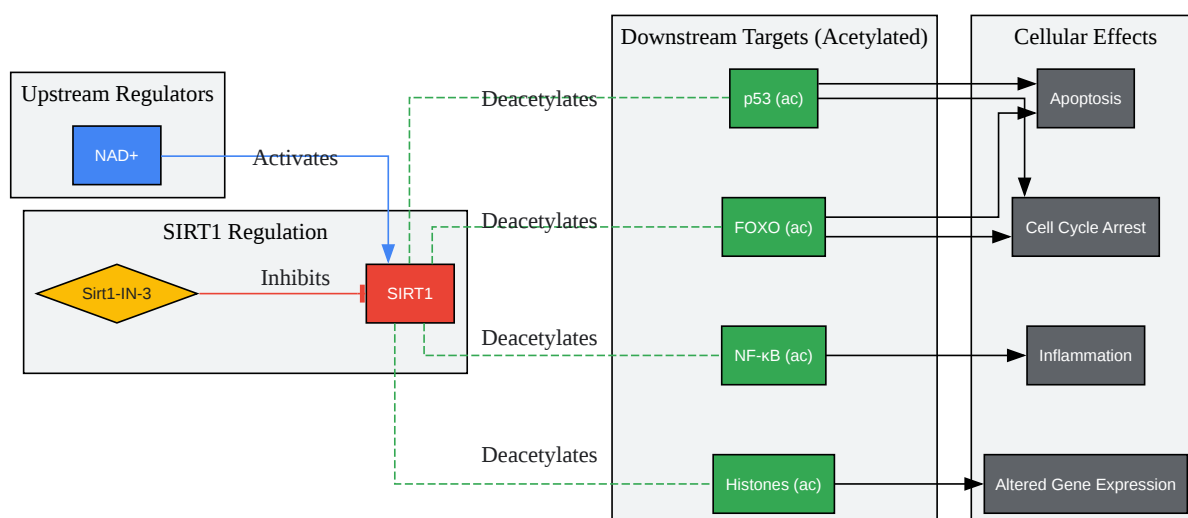 Upstream Regulators
NAD+
Activates
SIRT1 Regulation
Sirt1-IN-3
Inhibits
SIRT1
Deacetylates
Deacetylates
Deacetylates
Deacetylates
Downstream Targets (Acetylated)
p53 (ac)
FOXO (ac)
NF-κB (ac)
Histones (ac)
Cellular Effects
Apoptosis
Cell Cycle Arrest
Inflammation
Altered Gene Expression